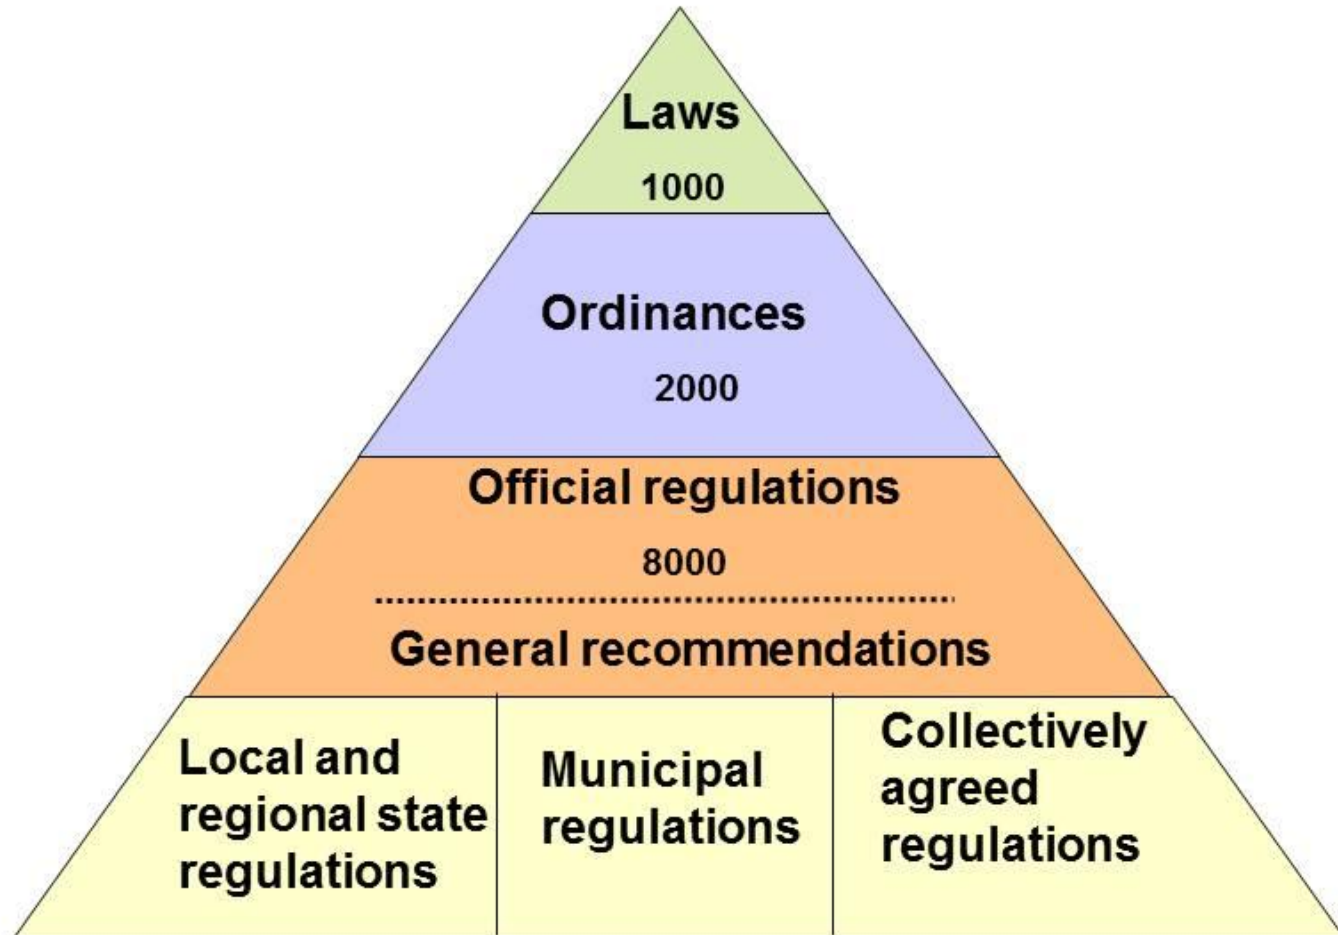 Laws
1000
Ordinances
2000
Official regulations
8000
General recommendations
Local and
regional state
regulations
Municipal
regulations
Collectively
agreed
regulations